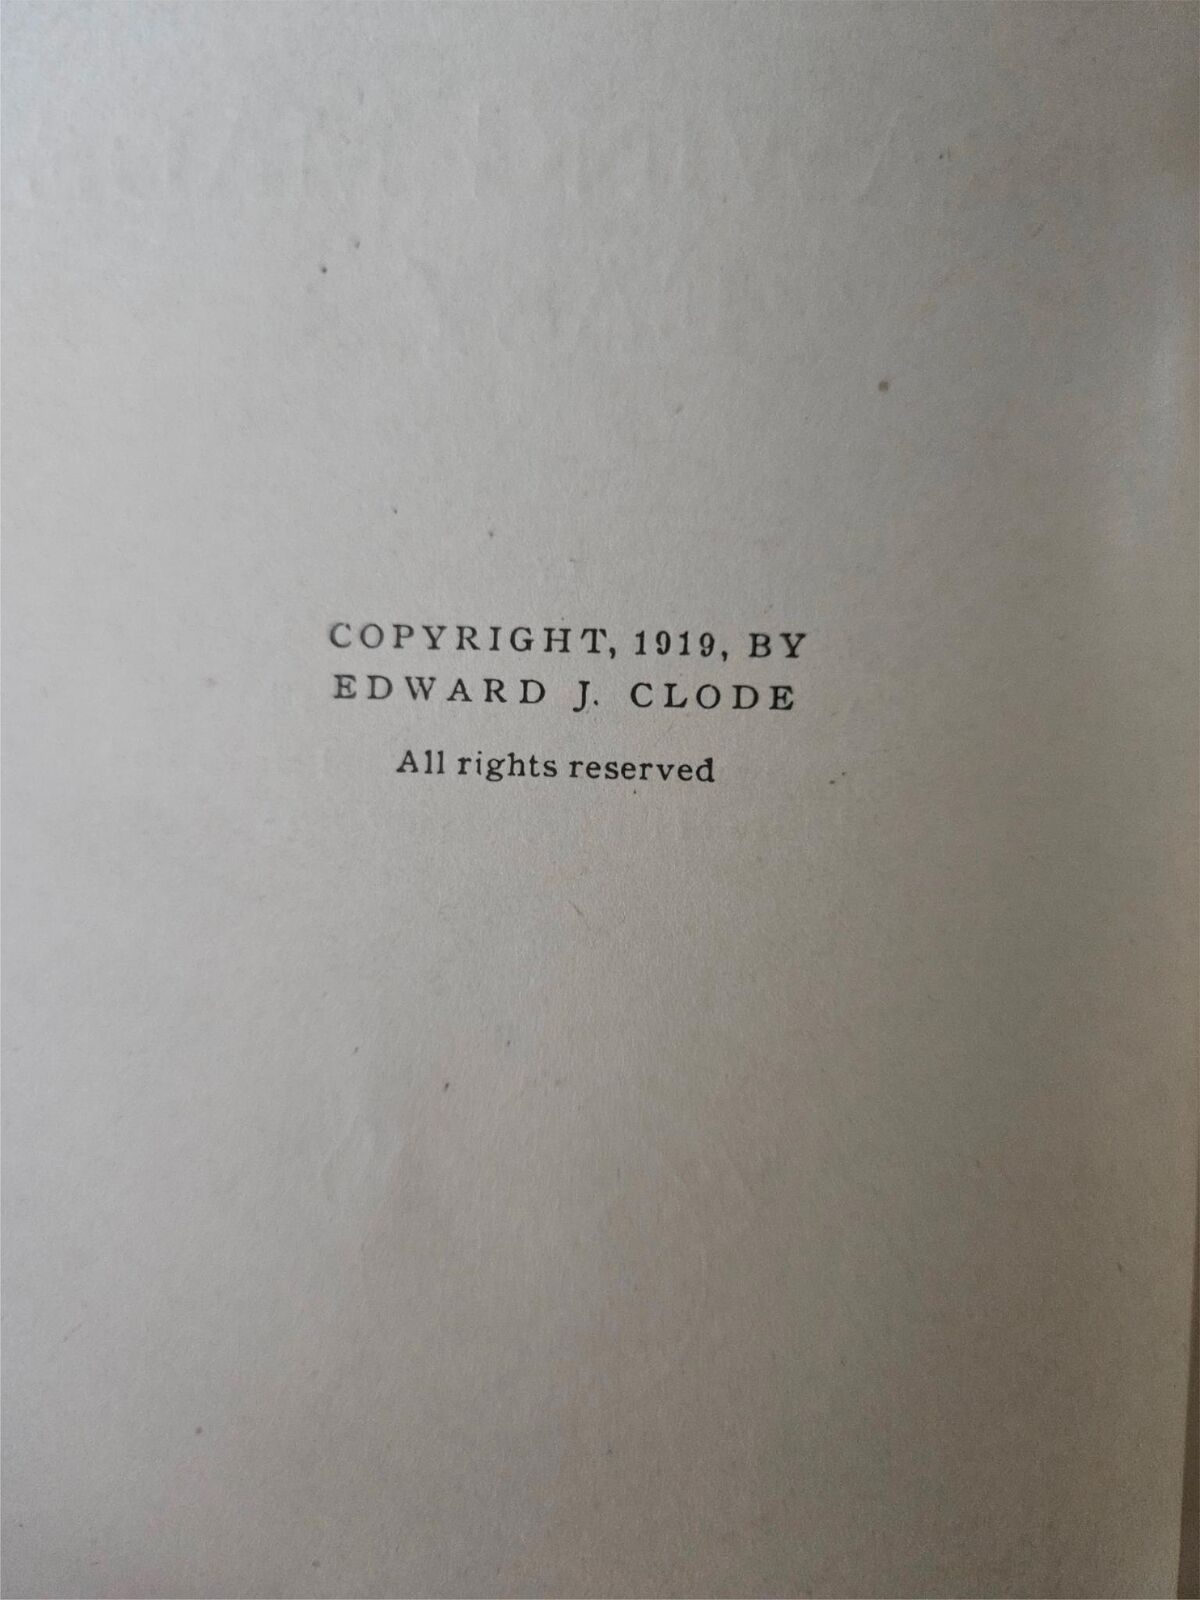 COPYRIGHT, 1919, BY
EDWARD J. CLODE
All rights reserved